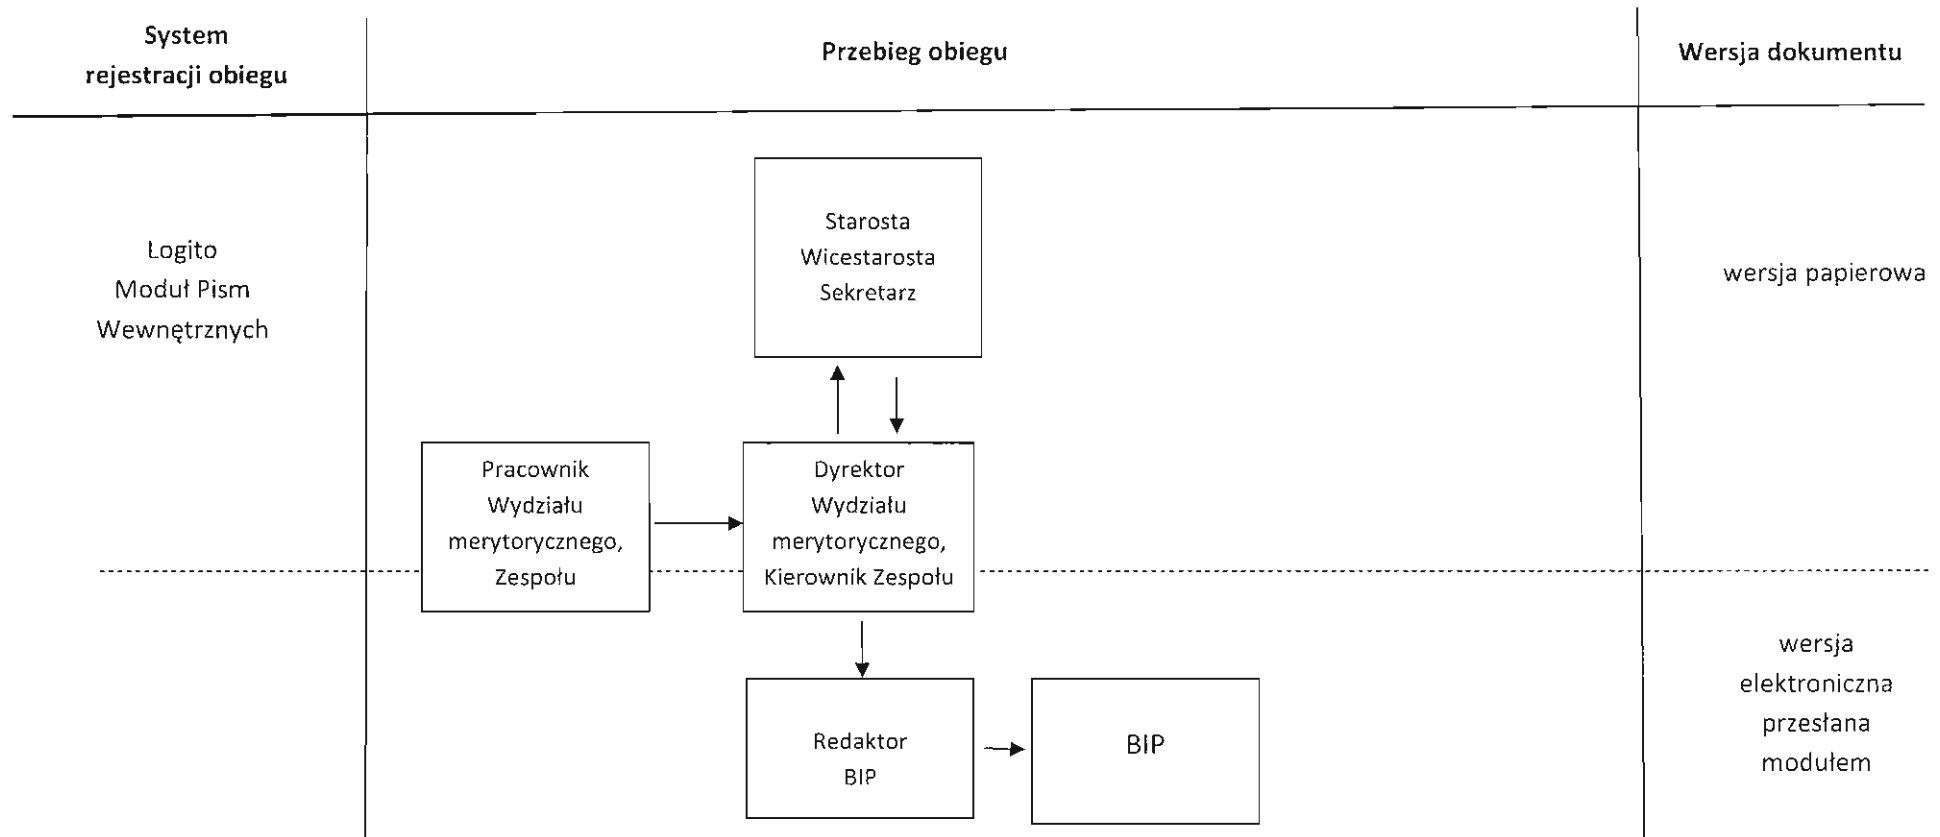 System
rejestracji obiegu
Przebieg obiegu
Wersja dokumentu
Logito
Moduł Pism
Wewnętrznych
Starosta
Wicestarosta
Sekretarz
wersja papierowa
Pracownik
Wydziału
merytorycznego,
Zespołu
Dyrektor
Wydziału
merytorycznego,
Kierownik Zespołu
Redaktor
BIP
BIP
wersja
elektroniczna
przesłana
modułem